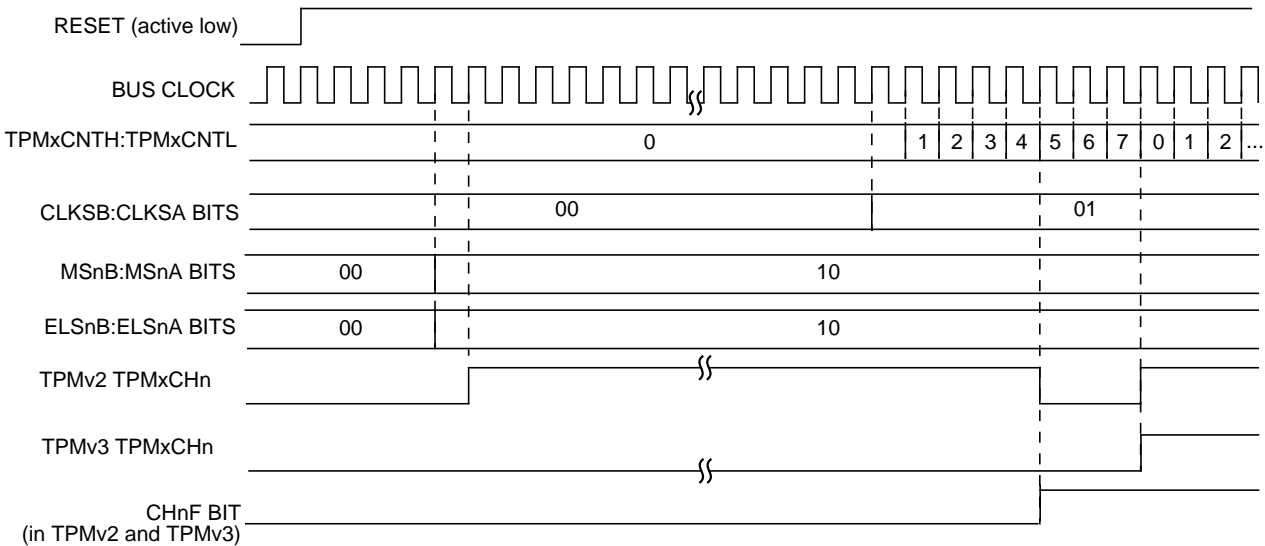 RESET (active low)
BUS CLOCK
TPMxCNTH:TPMxCNTL 0 1 2 3 4 5 6 7 0 1 2 ...
CLKSB:CLKSA BITS 00 01
MSnB:MSnA BITS 00 10
ELSnB:ELSnA BITS 00 10
TPMv2 TPMxCHn
TPMv3 TPMxCHn
CHnF BIT
(in TPMv2 and TPMv3)